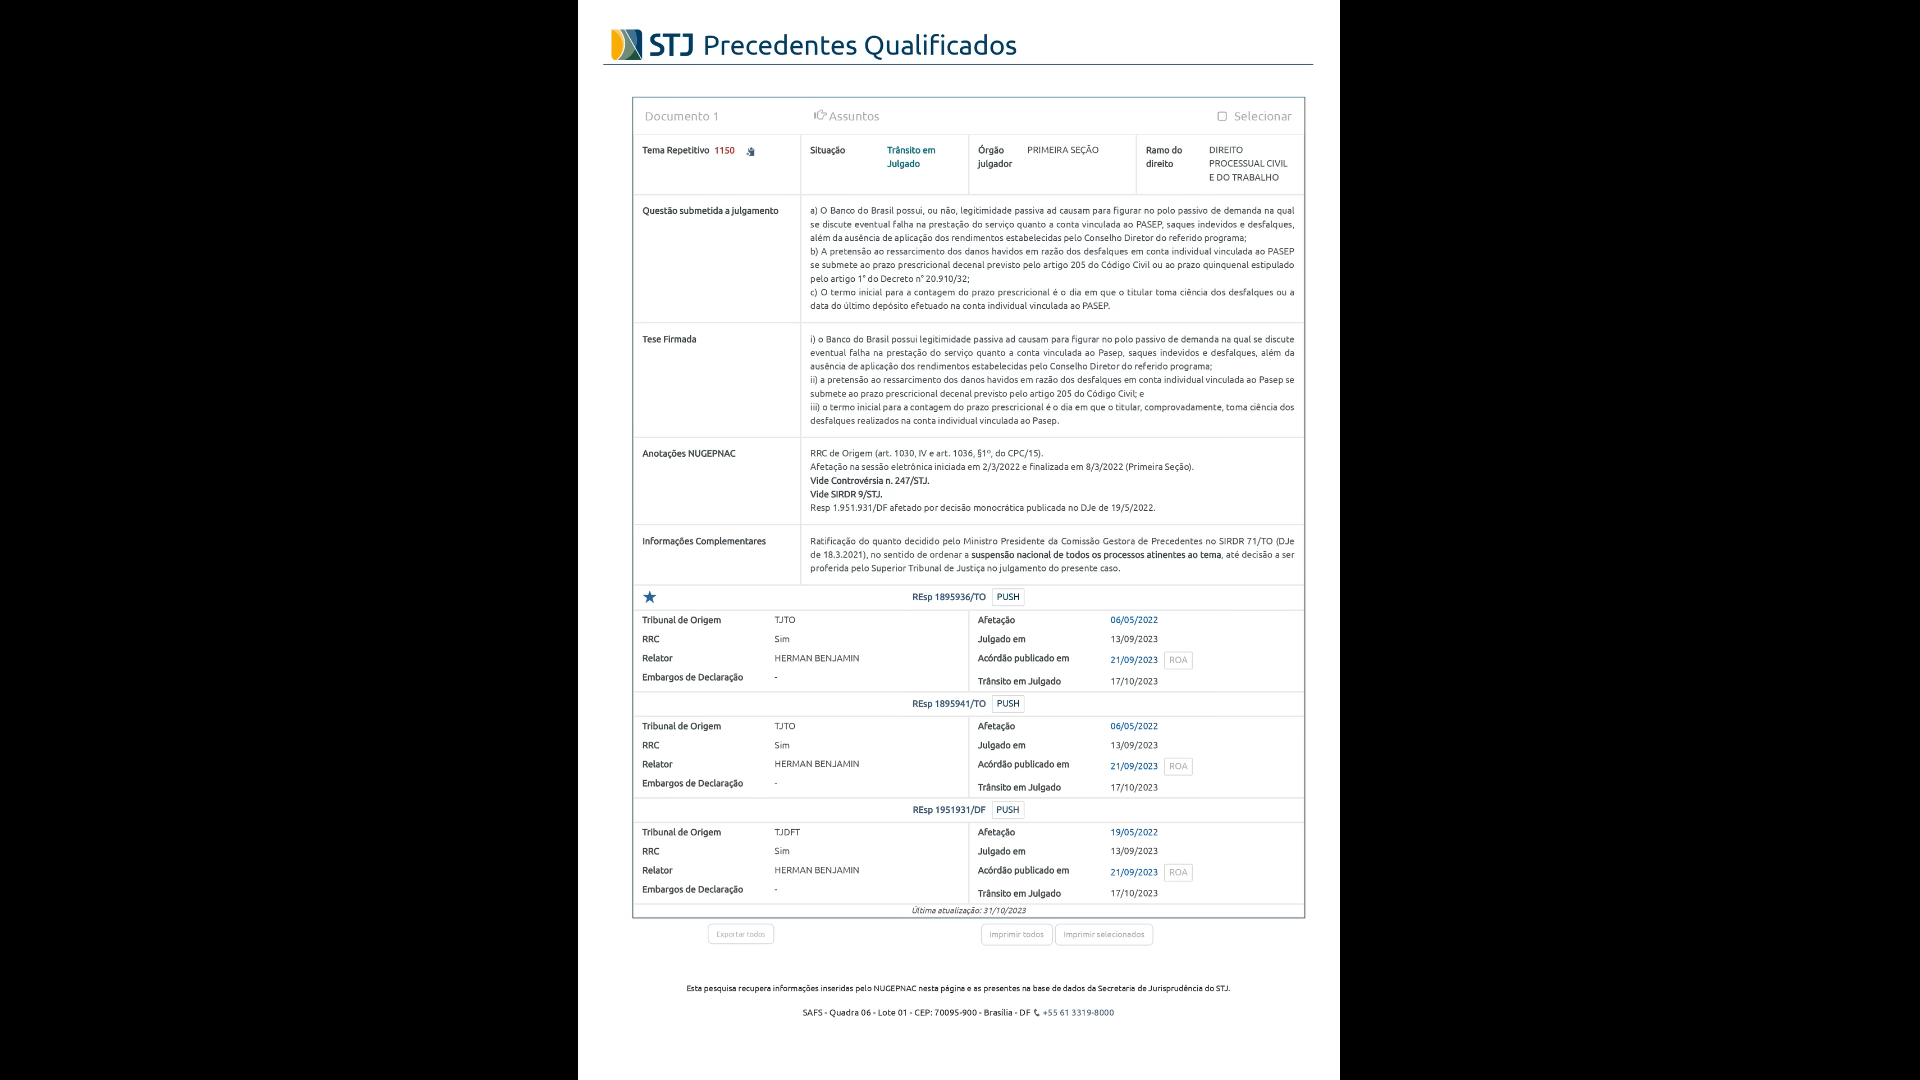 STJ Precedentes Qualificados
Documento 1 Assuntos Selecionar
Tema Repetitivo 1150 Situação Trânsito em Órgão PRIMEIRA SEÇÃO Ramo do DIREITO
Julgado julgador direito PROCESSUAL CIVIL
E DO TRABALHO
Questão submetida a julgamento a) O Banco do Brasil possui, ou não, legitimidade passiva ad causam para figurar no polo passivo de demanda na qual
se discute eventual falha na prestação do serviço quanto a conta vinculada ao PASEP, saques indevidos e desfalques,
além da ausência de aplicação dos rendimentos estabelecidas pelo Conselho Diretor do referido programa;
b) A pretensão ao ressarcimento dos danos havidos em razão dos desfalques em conta individual vinculada ao PASEP
se submete ao prazo prescricional decenal previsto pelo artigo 205 do Código Civil ou ao prazo quinquenal estipulado
pelo artigo 1° do Decreto n° 20.910/32;
c) O termo inicial para a contagem do prazo prescricional é o dia em que o titular toma ciência dos desfalques ou a
data do último depósito efetuado na conta individual vinculada ao PASEP.
Tese Firmada i) o Banco do Brasil possui legitimidade passiva ad causam para figurar no polo passivo de demanda na qual se discute
eventual falha na prestação do serviço quanto a conta vinculada ao Pasep, saques indevidos e desfalques, além da
ausência de aplicação dos rendimentos estabelecidas pelo Conselho Diretor do referido programa;
ii) a pretensão ao ressarcimento dos danos havidos em razão dos desfalques em conta individual vinculada ao Pasep se
submete ao prazo prescricional decenal previsto pelo artigo 205 do Código Civil; e
iii) o termo inicial para a contagem do prazo prescricional é o dia em que o titular, comprovadamente, toma ciência dos
desfalques realizados na conta individual vinculada ao Pasep.
Anotações NUGEPNAC RRC de Origem (art. 1030, IV e art. 1036, §1º, do CPC/15).
Afetação na sessão eletrônica iniciada em 2/3/2022 e finalizada em 8/3/2022 (Primeira Seção).
Vide Controvérsia n. 247/STJ.
Vide SIRDR 9/STJ.
Resp 1.951.931/DF afetado por decisão monocrática publicada no DJe de 19/5/2022.
Informações Complementares Ratificação do quanto decidido pelo Ministro Presidente da Comissão Gestora de Precedentes no SIRDR 71/TO (DJe
de 18.3.2021), no sentido de ordenar a suspensão nacional de todos os processos atinentes ao tema, até decisão a ser
proferida pelo Superior Tribunal de Justiça no julgamento do presente caso.
REsp 1895936/TO PUSH
Tribunal de Origem TJTO Afetação 06/05/2022
RRC Sim Julgado em 13/09/2023
Relator HERMAN BENJAMIN Acórdão publicado em 21/09/2023 ROA
Embargos de Declaração - Trânsito em Julgado 17/10/2023
REsp 1895941/TO PUSH
Tribunal de Origem TJTO Afetação 06/05/2022
RRC Sim Julgado em 13/09/2023
Relator HERMAN BENJAMIN Acórdão publicado em 21/09/2023 ROA
Embargos de Declaração - Trânsito em Julgado 17/10/2023
REsp 1951931/DF PUSH
Tribunal de Origem TJDFT Afetação 19/05/2022
RRC Sim Julgado em 13/09/2023
Relator HERMAN BENJAMIN Acórdão publicado em 21/09/2023 ROA
Embargos de Declaração - Trânsito em Julgado 17/10/2023
Última atualização: 31/10/2023
Exportar todos Imprimir todos Imprimir selecionados
Esta pesquisa recupera informações inseridas pelo NUGEPNAC nesta página e as presentes na base de dados da Secretaria de Jurisprudência do STJ.
SAFS - Quadra 06 - Lote 01 - CEP: 70095-900 - Brasília - DF +55 61 3319-8000